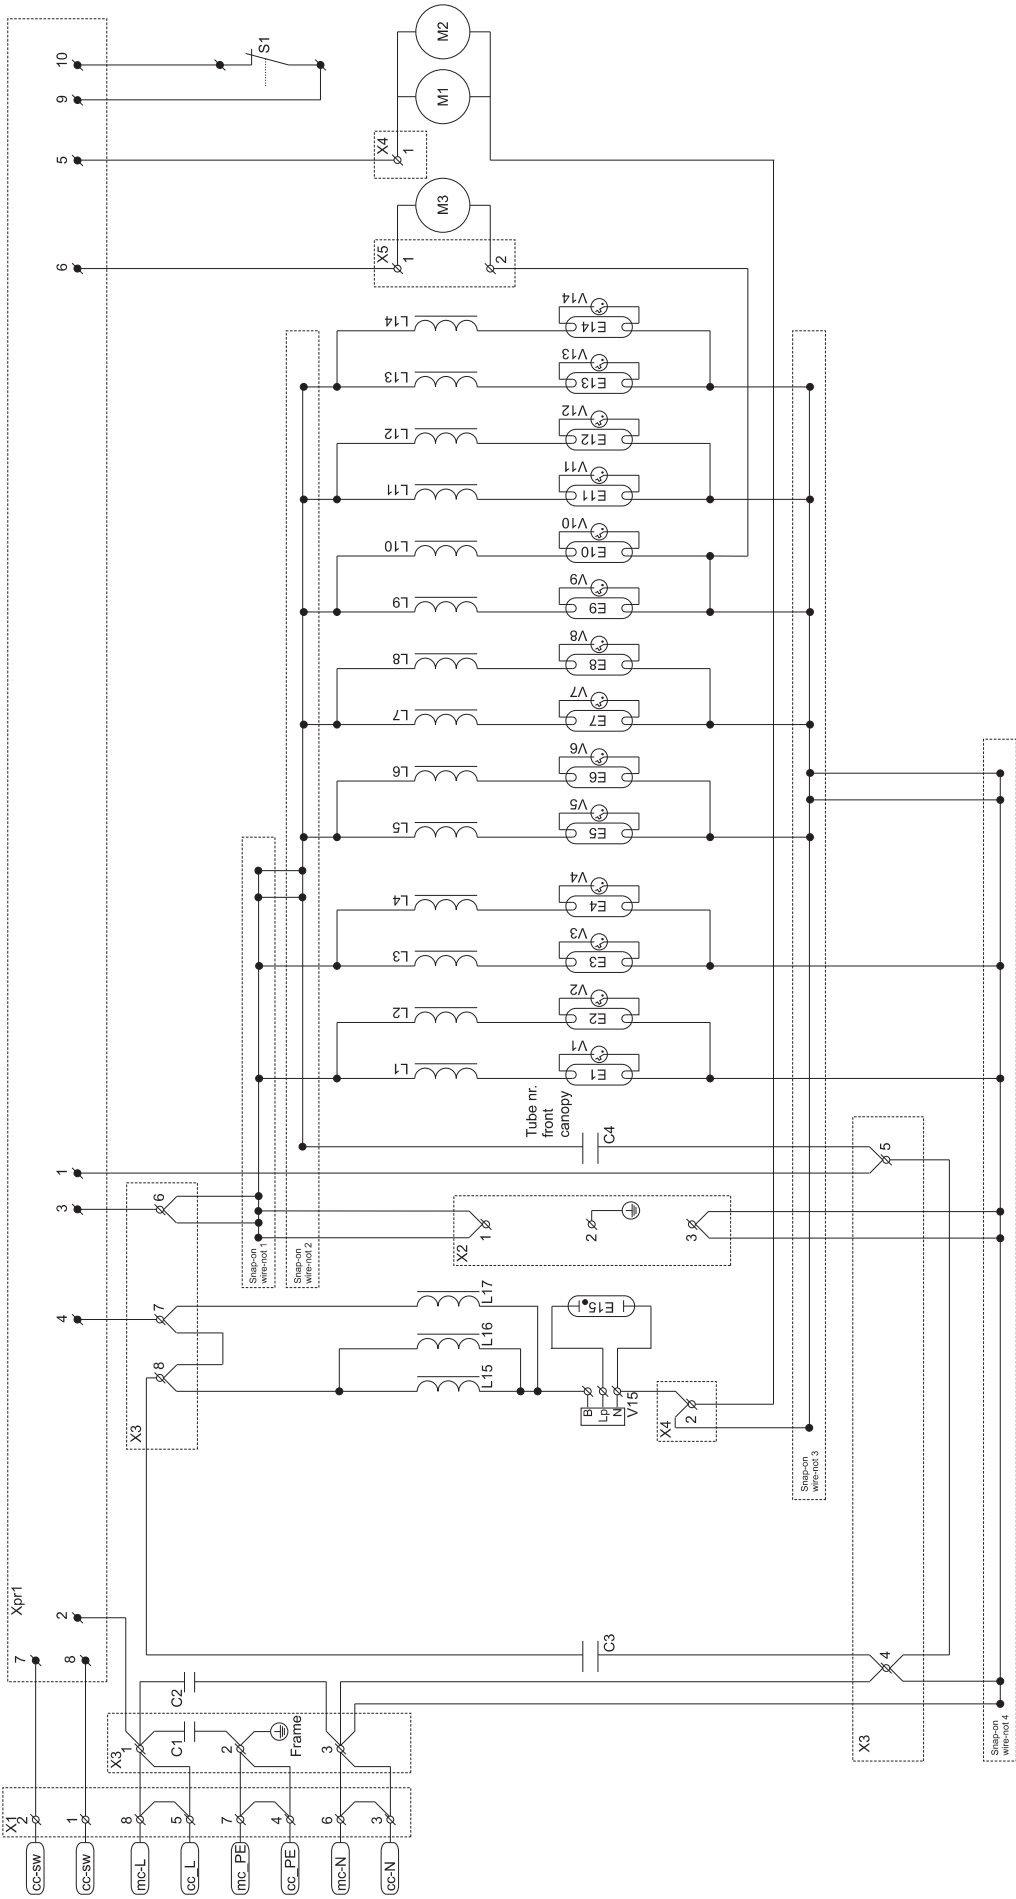 Xpr1
10
9
5
6
1
3
4
2
7
8
S1
M2
M1
X4
1
M3
X5
1
2
L14
V14
E14
L13
V13
E13
L12
V12
E12
L11
V11
E11
L10
V10
E10
L9
V9
E9
L8
V8
E8
L7
V7
E7
L6
V6
E6
L5
V5
E5
L4
V4
E4
L3
V3
E3
L2
V2
E2
L1
V1
E1
Tube nr.
front
canopy
C4
5
X2
1
2
3
6
7
8
X3
Snap-on
wire-not 1
Snap-on
wire-not 2
L17
L16
L15
E15
B
Lp
N
V15
X4
2
Snap-on
wire-not 3
C3
4
X3
Snap-on
wire-not 4
C2
C1
X3
1
2
Frame
3
X1
2
1
8
5
7
4
6
3
cc-sw
cc-sw
mc-L
cc_L
mc_PE
cc_PE
mc-N
cc-N